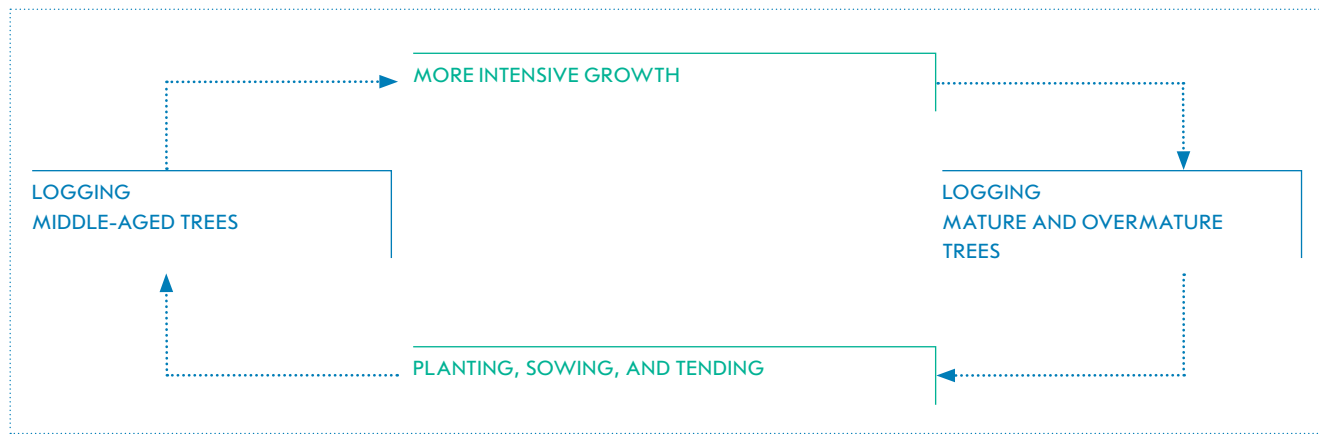 MORE INTENSIVE GROWTH
LOGGING
MIDDLE-AGED TREES
LOGGING
MATURE AND OVERMATURE
TREES
PLANTING, SOWING, AND TENDING